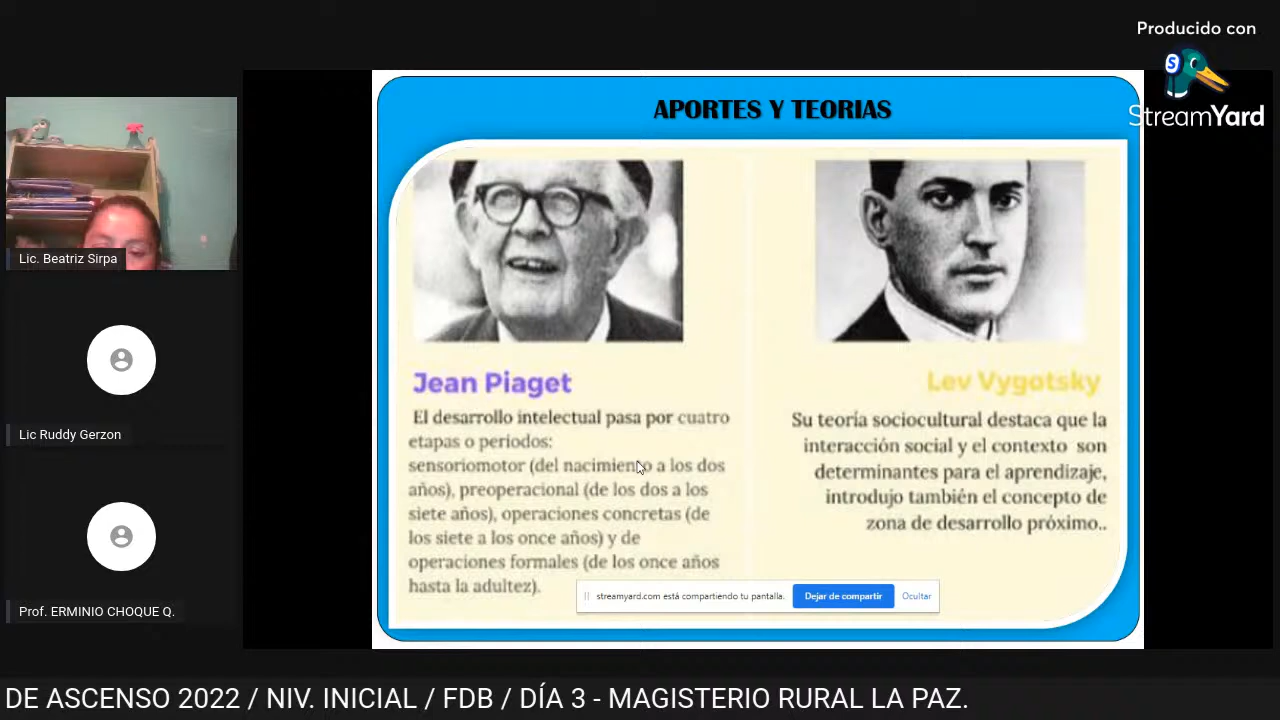 Producido con
StreamYard
APORTES Y TEORIAS
Lic. Beatriz Sirpa
Lic Ruddy Gerzon
Prof. ERMINIO CHOQUE Q.
Jean Piaget
El desarrollo intelectual pasa por cuatro
etapas o periodos:
sensoriomotor (del nacimiento a los dos
años), preoperacional (de los dos a los
siete años), operaciones concretas (de
los siete a los once años) y de
operaciones formales (de los once años
hasta la adultez).
Lev Vygotsky
Su teoría sociocultural destaca que la
interacción social y el contexto son
determinantes para el aprendizaje,
introdujo también el concepto de
zona de desarrollo próximo..
streamyard.com está compartiendo tu pantalla.
Dejar de compartir
Ocultar
DE ASCENSO 2022 / NIV. INICIAL / FDB / DÍA 3 - MAGISTERIO RURAL LA PAZ.